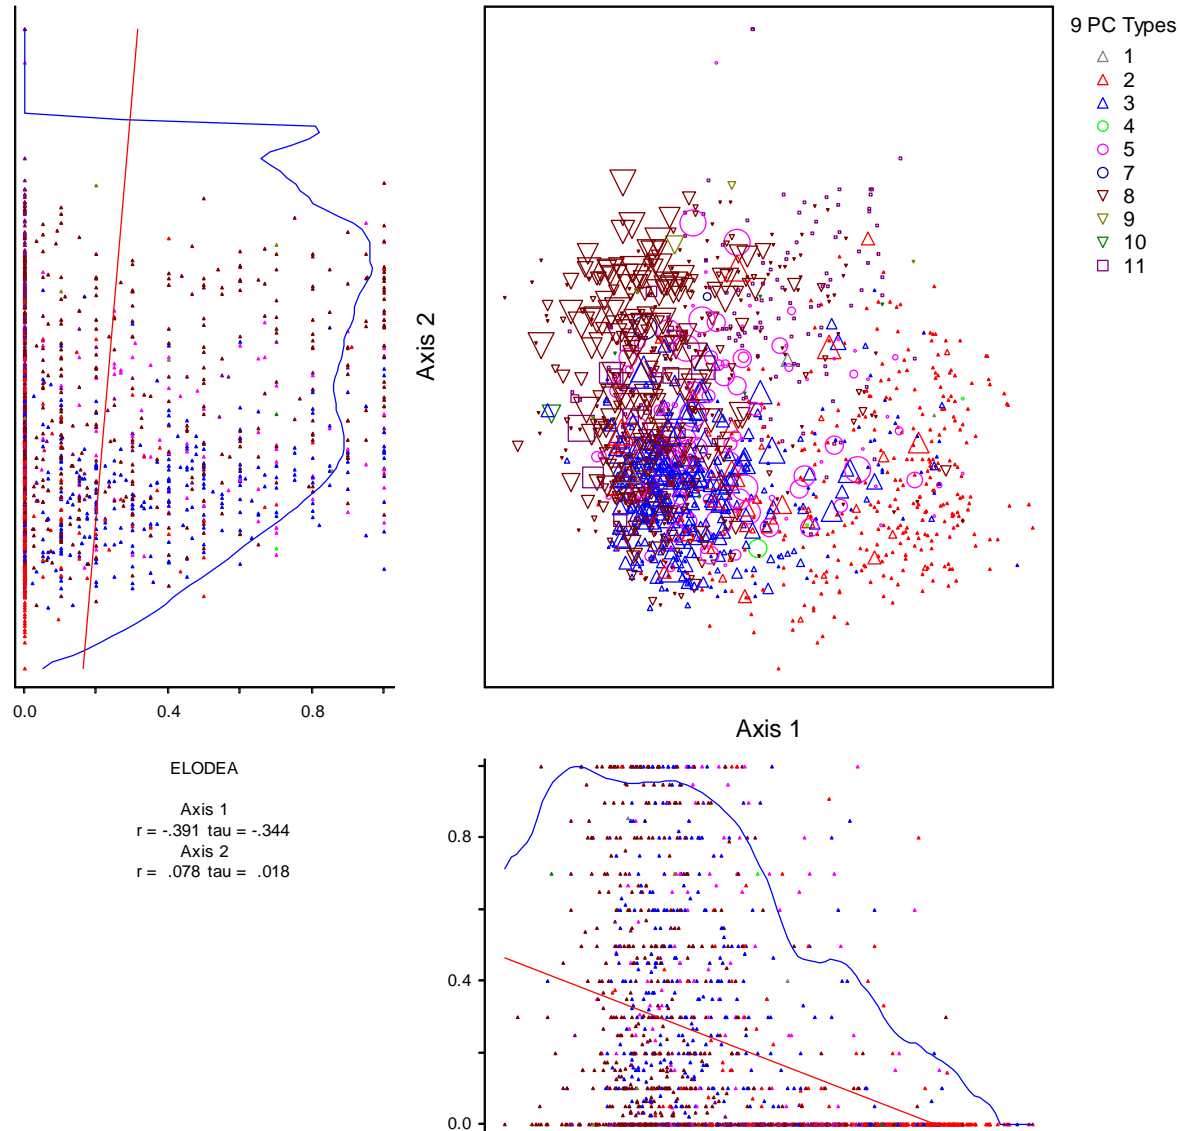 9 PC Types
1
2
3
4
5
7
8
9
10
11
Axis 2
0.0 0.4 0.8
Axis 1
ELODEA
Axis 1
r = -.391 tau = -.344
Axis 2
r = .078 tau = .018
0.8
0.4
0.0